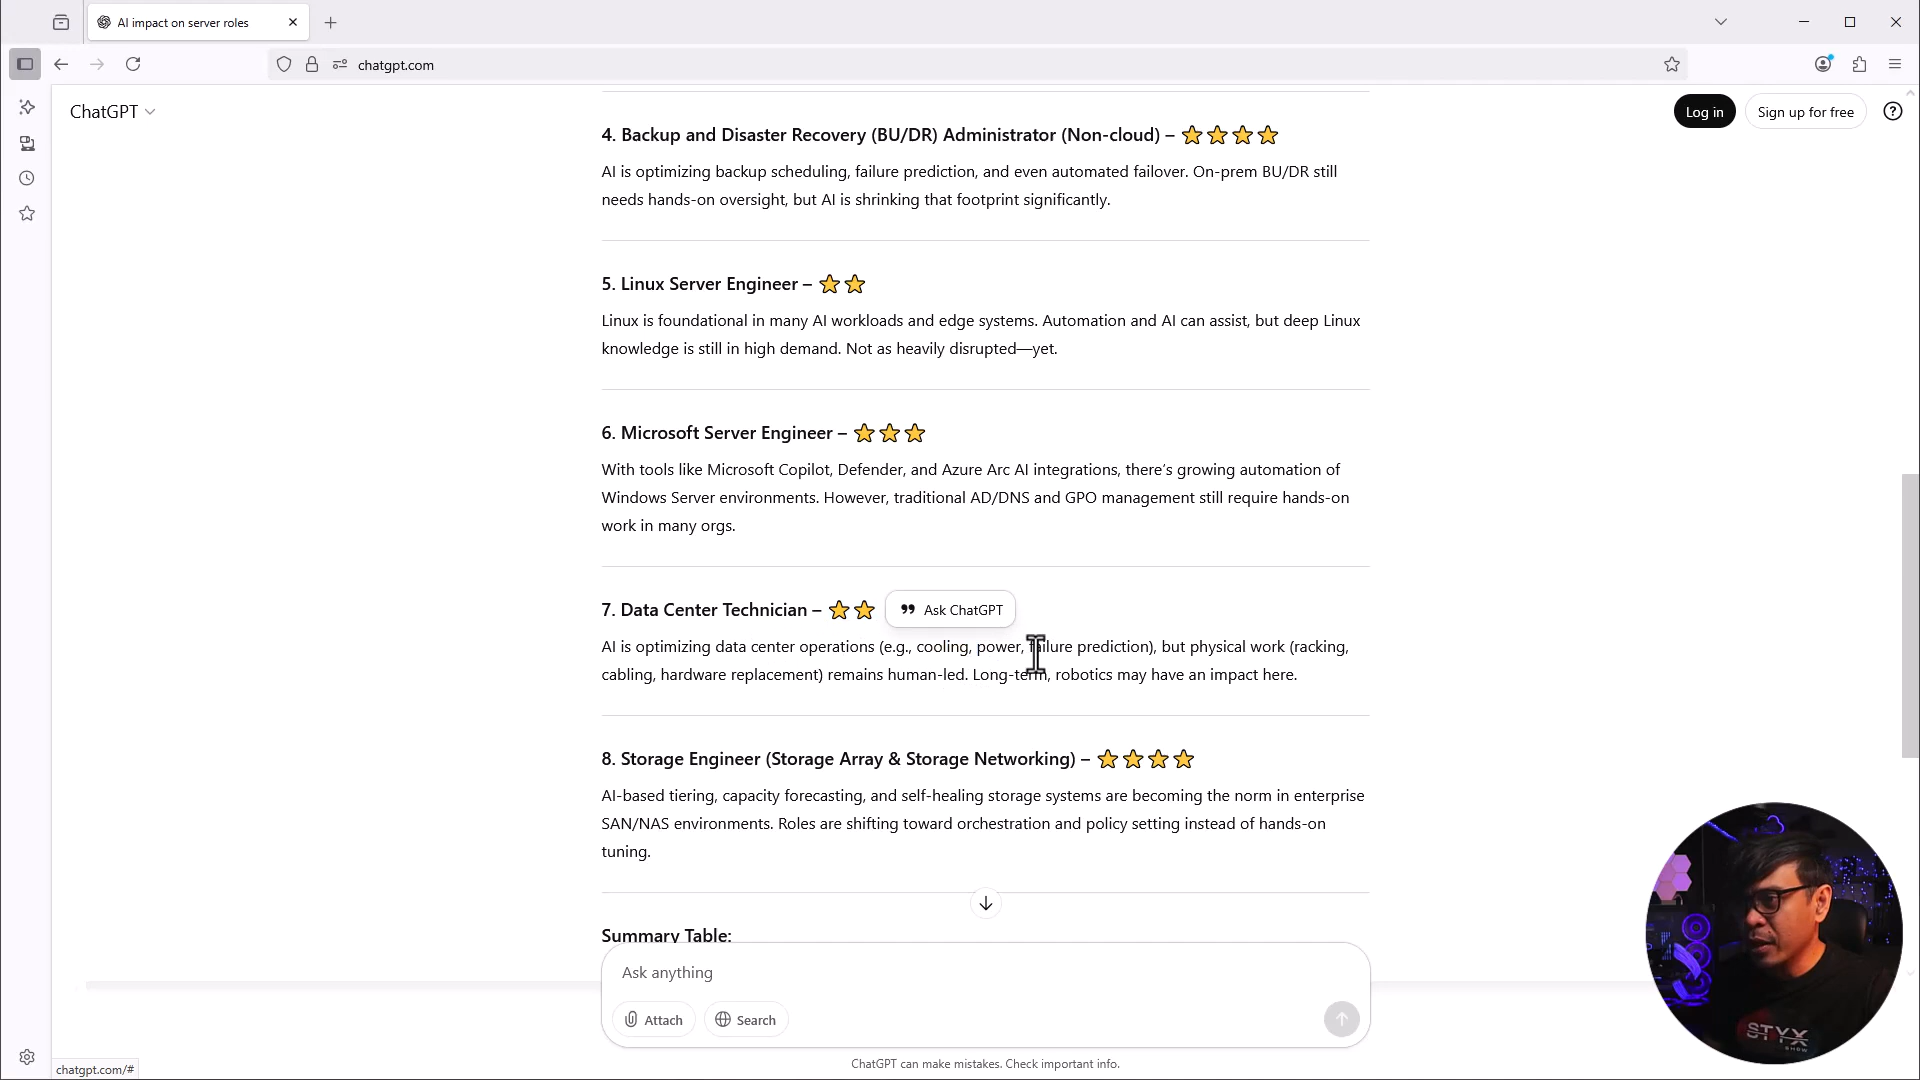 AI impact on server roles
chatgpt.com
ChatGPT
Log in
Sign up for free
4. Backup and Disaster Recovery (BU/DR) Administrator (Non-cloud) – ⭐⭐⭐⭐
AI is optimizing backup scheduling, failure prediction, and even automated failover. On-prem BU/DR still
needs hands-on oversight, but AI is shrinking that footprint significantly.
5. Linux Server Engineer – ⭐⭐
Linux is foundational in many AI workloads and edge systems. Automation and AI can assist, but deep Linux
knowledge is still in high demand. Not as heavily disrupted—yet.
6. Microsoft Server Engineer – ⭐⭐⭐
With tools like Microsoft Copilot, Defender, and Azure Arc AI integrations, there’s growing automation of
Windows Server environments. However, traditional AD/DNS and GPO management still require hands-on
work in many orgs.
7. Data Center Technician – ⭐⭐
Ask ChatGPT
AI is optimizing data center operations (e.g., cooling, power, failure prediction), but physical work (racking,
cabling, hardware replacement) remains human-led. Long-term, robotics may have an impact here.
8. Storage Engineer (Storage Array & Storage Networking) – ⭐⭐⭐⭐
AI-based tiering, capacity forecasting, and self-healing storage systems are becoming the norm in enterprise
SAN/NAS environments. Roles are shifting toward orchestration and policy setting instead of hands-on
tuning.
Summary Table:
Ask anything
Attach
Search
ChatGPT can make mistakes. Check important info.
chatgpt.com/#
STYX